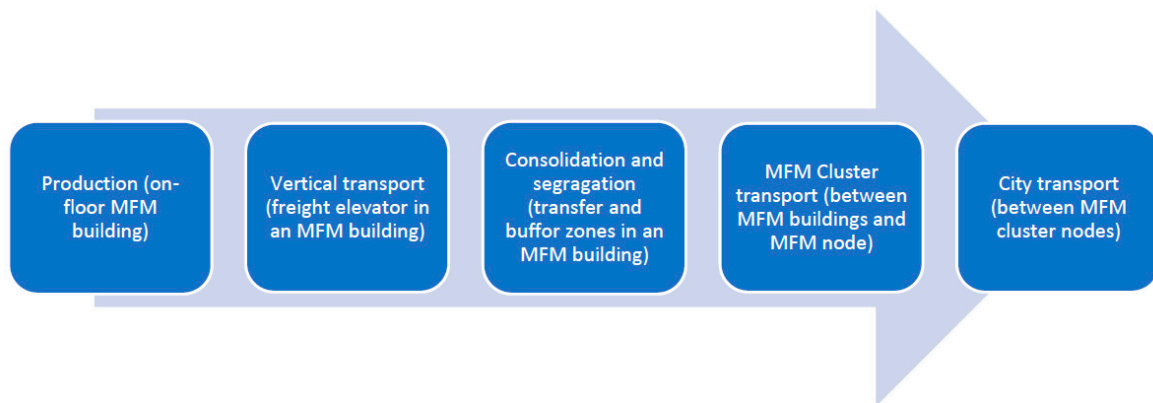 Production (on-
floor MFM
building)
Vertical transport
(freight elevator in
an MFM building)
Consolidation and
segragation
(transfer and
buffor zones in an
MFM building)
MFM Cluster
transport (between
MFM buildings and
MFM node)
City transport
(between MFM
cluster nodes)